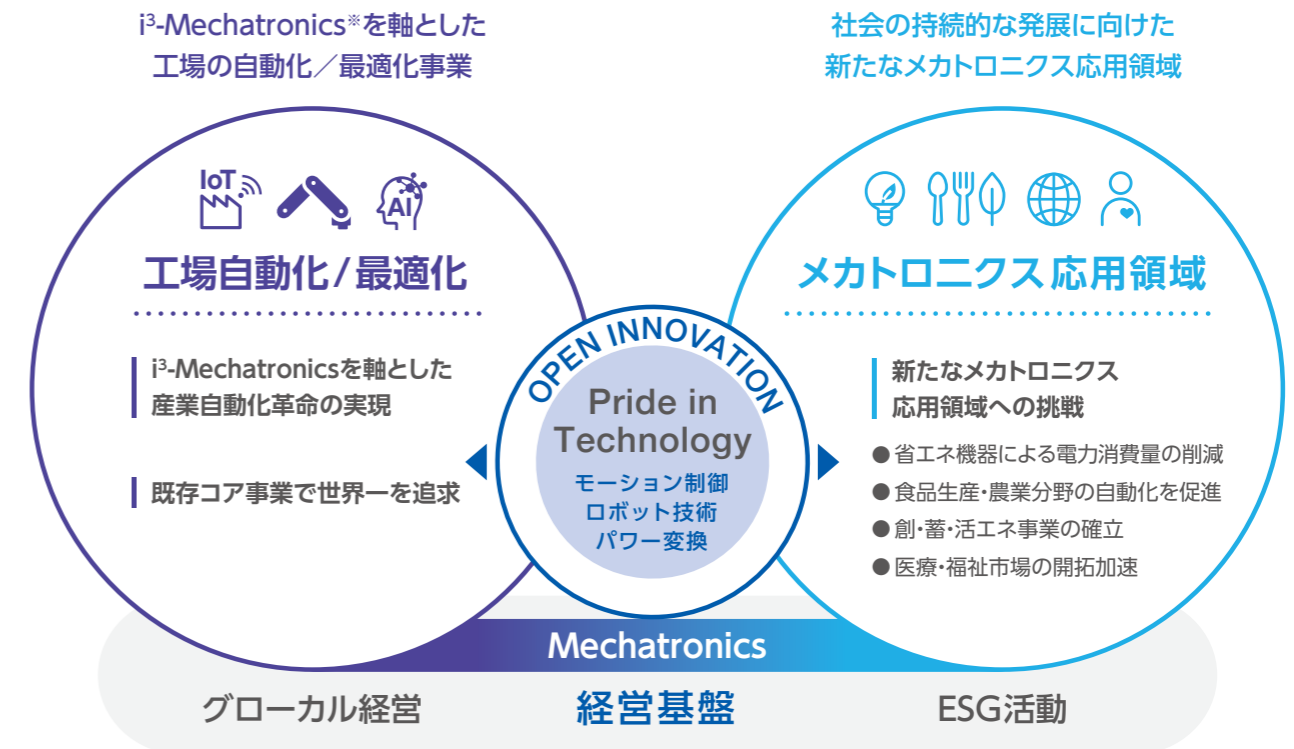 i³-Mechatronics※を軸とした
工場の自動化／最適化事業
社会の持続的な発展に向けた
新たなメカトロニクス応用領域
IoT
AI
工場自動化/最適化
i³-Mechatronicsを軸とした
産業自動化革命の実現
既存コア事業で世界一を追求
OPEN INNOVATION
Pride in
Technology
モーション制御
ロボット技術
パワー変換
メカトロニクス応用領域
新たなメカトロニクス
応用領域への挑戦
●省エネ機器による電力消費量の削減
●食品生産・農業分野の自動化を促進
●創・蓄・活エネ事業の確立
●医療・福祉市場の開拓加速
Mechatronics
グローカル経営
経営基盤
ESG活動